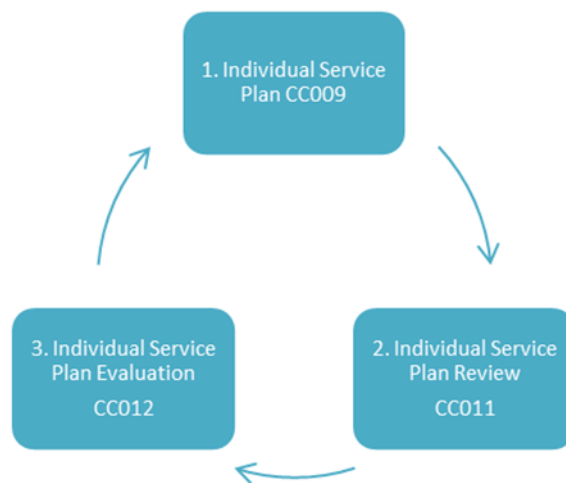 1. Individual Service
Plan CC009
2. Individual Service
Plan Review
CC011
3. Individual Service
Plan Evaluation
CC012